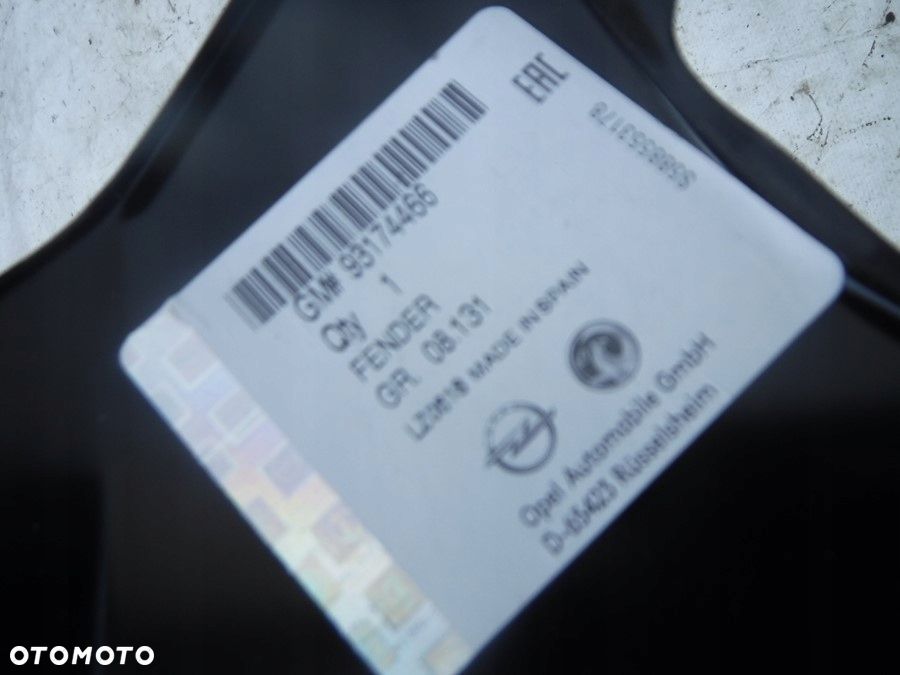 EAC
GM# 93174466
Qty 1
FENDER
GR. 08.131
MADE IN SPAIN
Opel Automobile GmbH
D-65423 Rüsselsheim
OTOMOTO